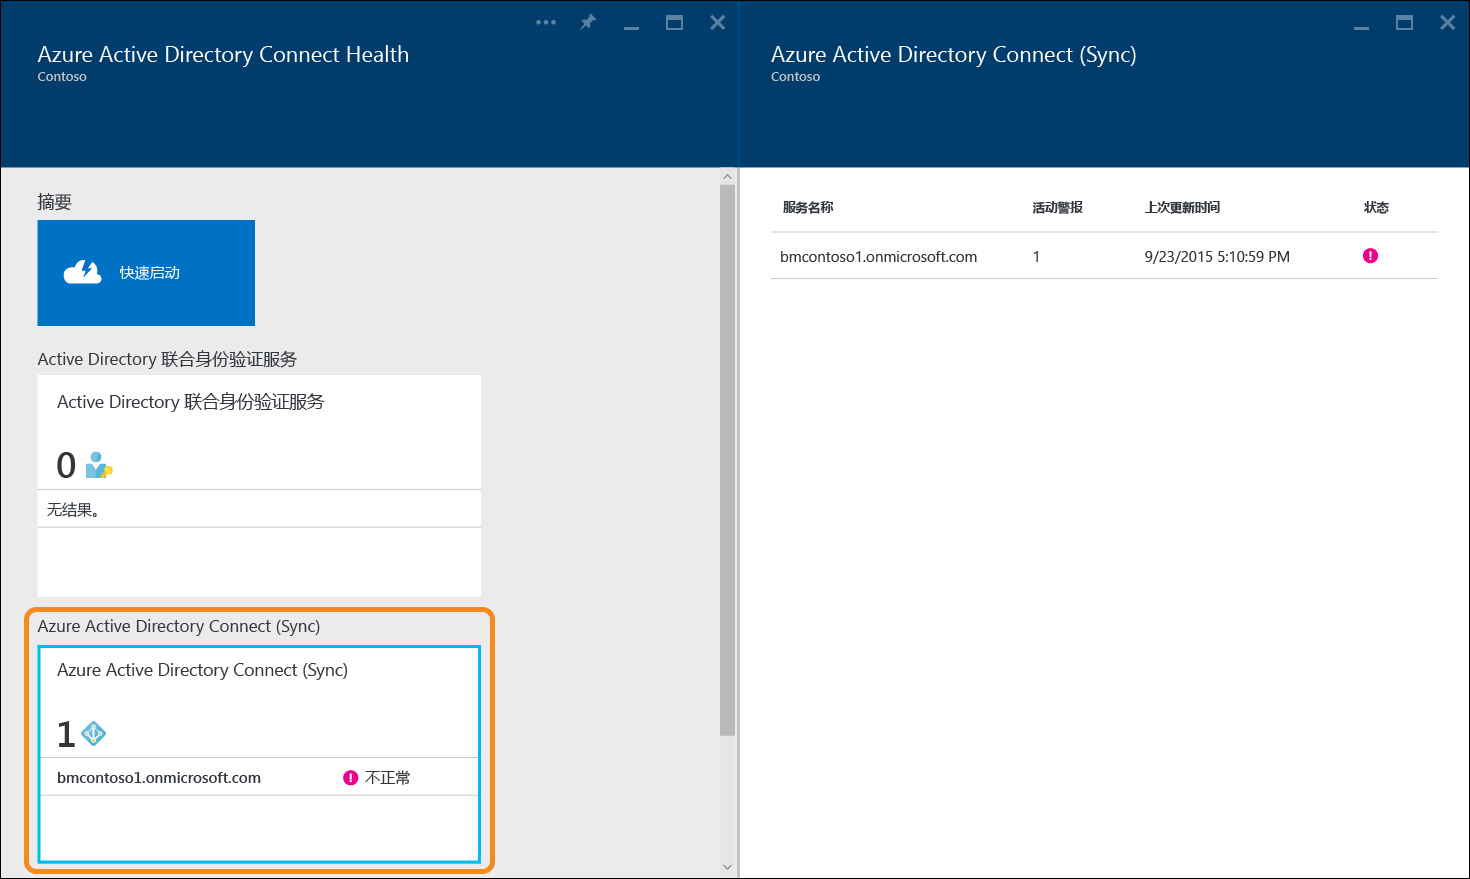 Azure Active Directory Connect Health
Contoso
摘要
快速启动
Active Directory 联合身份验证服务
Active Directory 联合身份验证服务
0
无结果。
Azure Active Directory Connect (Sync)
Azure Active Directory Connect (Sync)
1
bmcontoso1.onmicrosoft.com 不正常
Azure Active Directory Connect (Sync)
Contoso
服务名称 活动警报 上次更新时间 状态
bmcontoso1.onmicrosoft.com 1 9/23/2015 5:10:59 PM